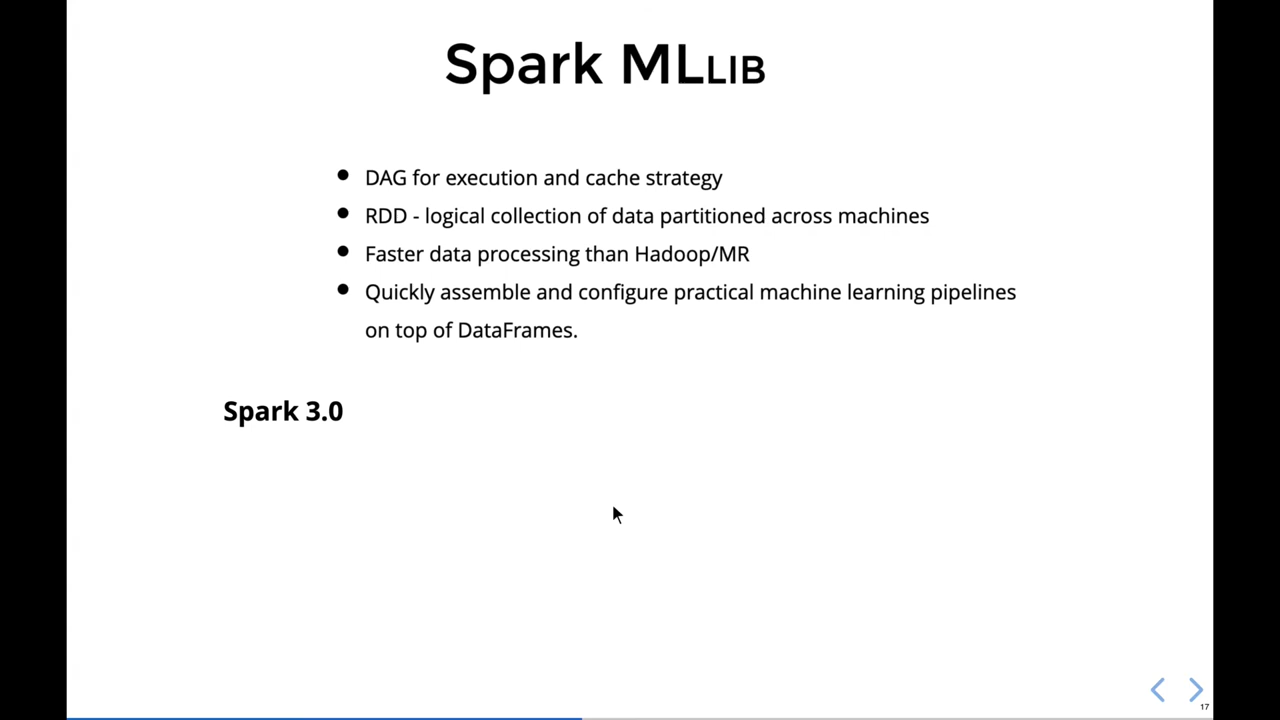 Spark MLLIB
• DAG for execution and cache strategy
• RDD - logical collection of data partitioned across machines
• Faster data processing than Hadoop/MR
• Quickly assemble and configure practical machine learning pipelines
on top of DataFrames.
Spark 3.0
17